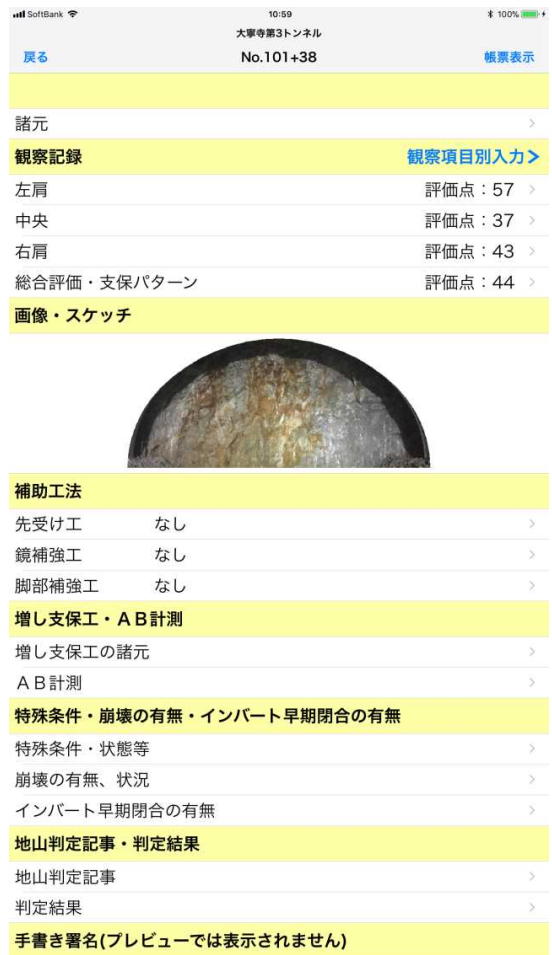 SoftBank 10:59 100%
大寧寺第3トンネル
戻る No.101+38 帳票表示
諸元
観察記録 観察項目別入力
左肩 評価点：57
中央 評価点：37
右肩 評価点：43
総合評価・支保パターン 評価点：44
画像・スケッチ
補助工法
先受け工 なし
鏡補強工 なし
脚部補強工 なし
増し支保工・ＡＢ計測
増し支保工の諸元
ＡＢ計測
特殊条件・崩壊の有無・インバート早期閉合の有無
特殊条件・状態等
崩壊の有無、状況
インバート早期閉合の有無
地山判定記事・判定結果
地山判定記事
判定結果
手書き署名(プレビューでは表示されません)